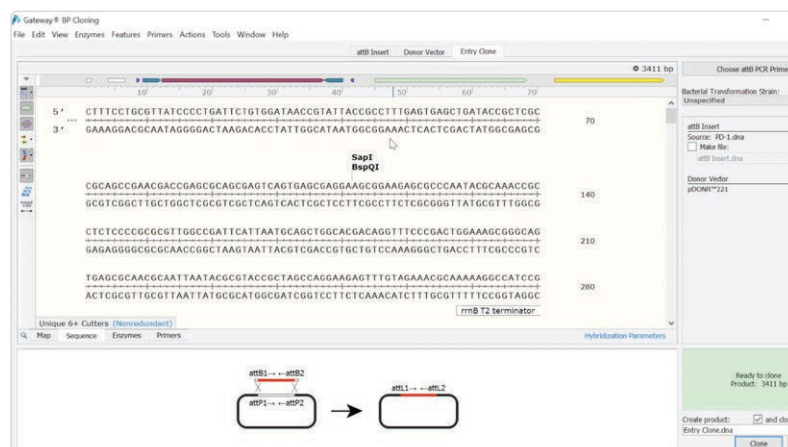 Gateway® BP Cloning
File Edit View Enzymes Features Primers Actions Tools Window Help
attB Insert Donor Vector Entry Clone
3411 bp
10 20 30 40 50 60 70
5' CTTTCCTGCGTTATCCCCTGATTCTGTGGATAACCGTATTACCGCCTTTGAGTGAGCTGATACCGCTCGC
70
3' GAAAGGACGCAATAGGGGACTAAGACACCTATTGGCATAATGGCGGAAACTCACTCGACTATGGCGAGCG
SapI
BspQI
CGCAGCCGAACGACCGAGCGCAGCGAGTCAGTGAGCGAGGAAGCGGAAGAGCGCCCAATACGCAAACCGC
140
GCGTCGGCTTGCTGGCTCGCGTCGCTCAGTCACTCGCTCCTTCGCCTTCTCGCGGGTTATGCGTTTGGCG
CTCTCCCCGCGCGTTGGCCGATTCATTAATGCAGCTGGCACGACAGGTTTCCCGACTGGAAAGCGGGCAG
210
GAGAGGGGCGCGCAACCGGCTAAGTAATTACGTCGACCGTGCTGTCCAAAGGGCTGACCTTTCGCCCGTC
TGAGCGCAACGCAATTAATACGCGTACCGCTAGCCAGGAAGAGTTTGTAGAAACGCAAAAAGGCCATCCG
280
ACTCGCGTTGCGTTAATTATGCGCATGGCGATCGGTCCTTCTCAAACATCTTTGCGTTTTTCCGGTAGGC
rrnB T2 terminator
Unique 6+ Cutters (Nonredundant)
Map Sequence Enzymes Primers Hybridization Parameters
Choose attB PCR Prime
Bacterial Transformation Strain:
Unspecified
attB Insert
Source: PD-1.dna
Make file:
attB Insert.dna
Donor Vector
pDONR™221
attB1→ ←attB2
attP1→ ←attP2
attL1→ ←attL2
Ready to clone
Product: 3411 bp
Create product: and clo
Entry Clone.dna
Clone